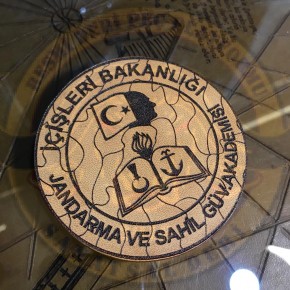 İÇİŞLERİ BAKANLIĞI
JANDARMA VE SAHİL GÜV.AKADEMİSİ